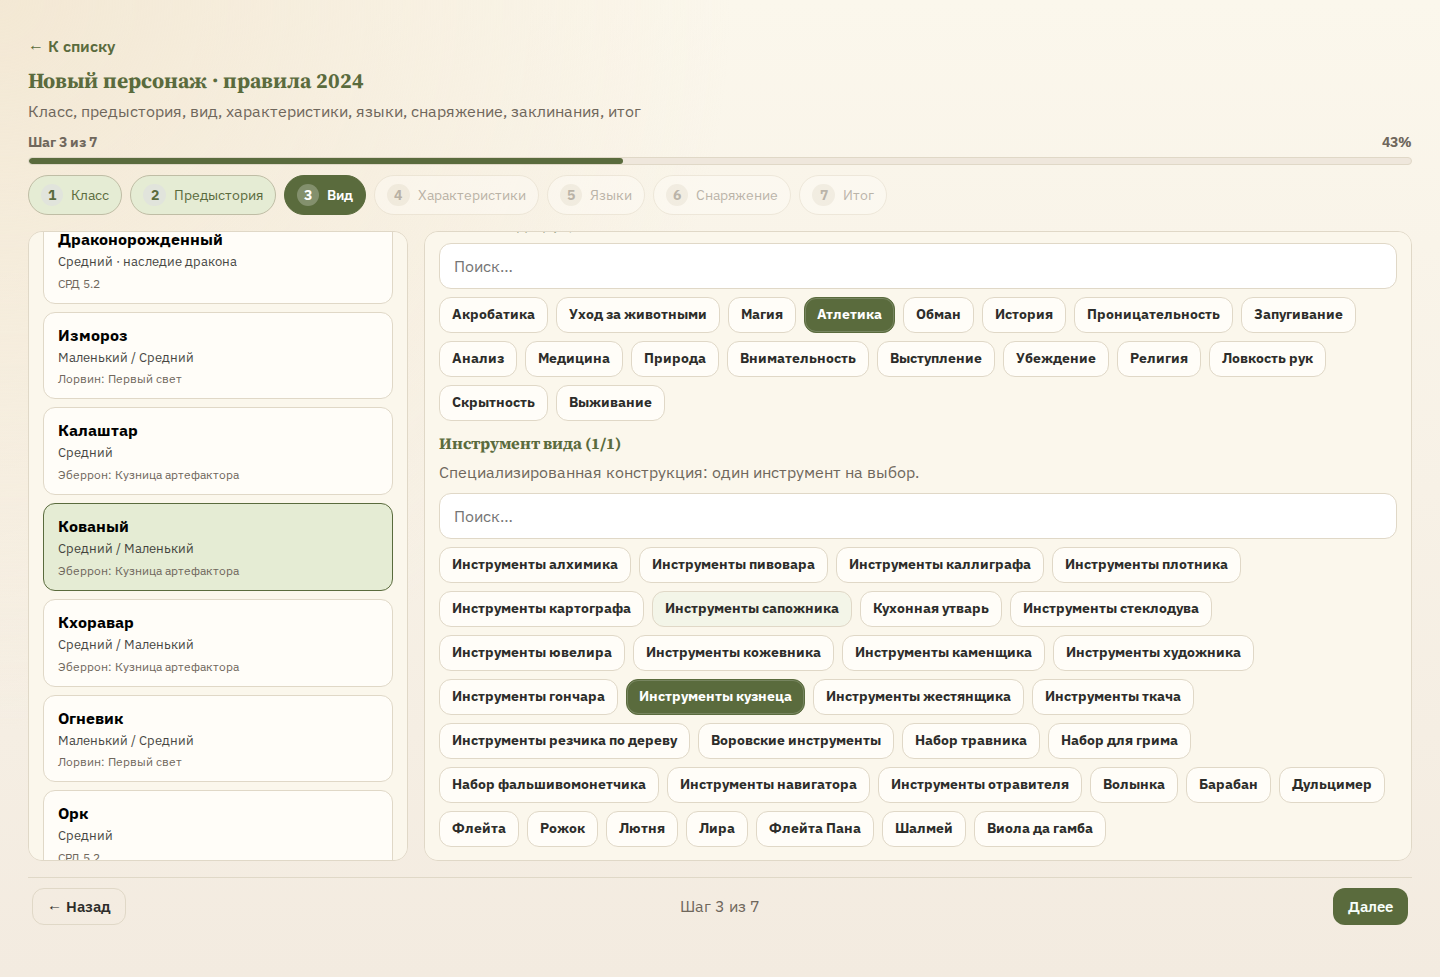 ← К списку
Новый персонаж · правила 2024
Класс, предыстория, вид, характеристики, языки, снаряжение, заклинания, итог
Шаг 3 из 7
43%
1 Класс
2 Предыстория
3 Вид
4 Характеристики
5 Языки
6 Снаряжение
7 Итог
Драконорожденный
Средний · наследие дракона
СРД 5.2
Измороз
Маленький / Средний
Лорвин: Первый свет
Калаштар
Средний
Эберрон: Кузница артефактора
Кованый
Средний / Маленький
Эберрон: Кузница артефактора
Кхоравар
Средний / Маленький
Эберрон: Кузница артефактора
Огневик
Маленький / Средний
Лорвин: Первый свет
Орк
Средний
СРД 5.2
Поиск...
Акробатика Уход за животными Магия Атлетика Обман История Проницательность Запугивание
Анализ Медицина Природа Внимательность Выступление Убеждение Религия Ловкость рук
Скрытность Выживание
Инструмент вида (1/1)
Специализированная конструкция: один инструмент на выбор.
Поиск...
Инструменты алхимика Инструменты пивовара Инструменты каллиграфа Инструменты плотника
Инструменты картографа Инструменты сапожника Кухонная утварь Инструменты стеклодува
Инструменты ювелира Инструменты кожевника Инструменты каменщика Инструменты художника
Инструменты гончара Инструменты кузнеца Инструменты жестянщика Инструменты ткача
Инструменты резчика по дереву Воровские инструменты Набор травника Набор для грима
Набор фальшивомонетчика Инструменты навигатора Инструменты отравителя Волынка Барабан Дульцимер
Флейта Рожок Лютня Лира Флейта Пана Шалмей Виола да гамба
← Назад
Шаг 3 из 7
Далее